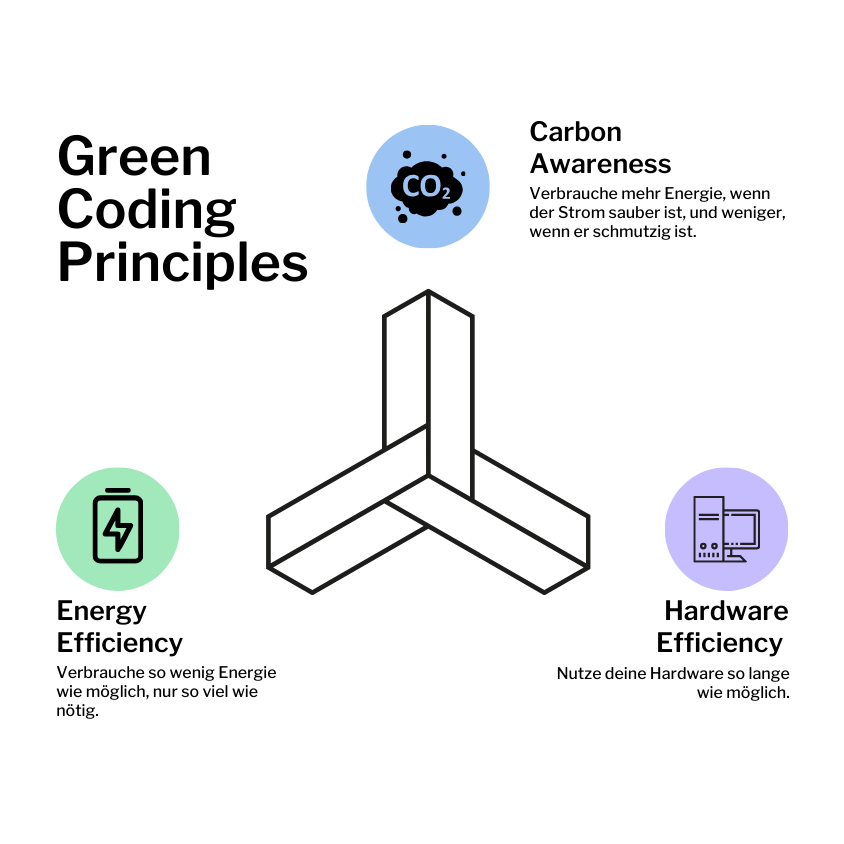 Green
Coding
Principles
CO2
Carbon
Awareness
Verbrauche mehr Energie, wenn
der Strom sauber ist, und weniger,
wenn er schmutzig ist.
Energy
Efficiency
Verbrauche so wenig Energie
wie möglich, nur so viel wie
nötig.
Hardware
Efficiency
Nutze deine Hardware so lange
wie möglich.